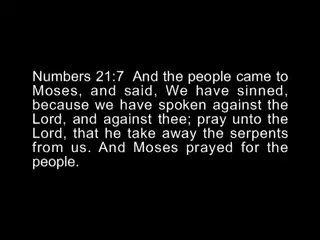 Numbers 21:7  And the people came to
Moses, and said, We have sinned,
because we have spoken against the
Lord, and against thee; pray unto the
Lord, that he take away the serpents
from us. And Moses prayed for the
people.